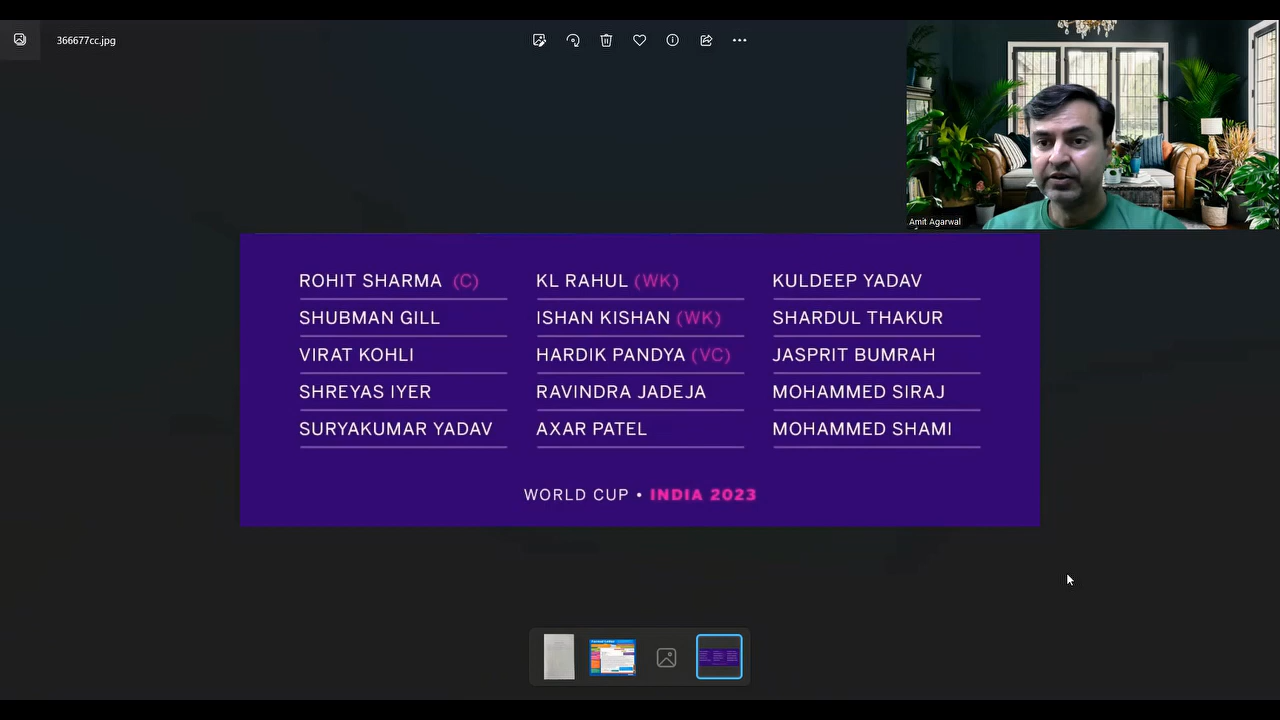 366677cc.jpg
Amit Agarwal
ROHIT SHARMA (C)
SHUBMAN GILL
VIRAT KOHLI
SHREYAS IYER
SURYAKUMAR YADAV
KL RAHUL (WK)
ISHAN KISHAN (WK)
HARDIK PANDYA (VC)
RAVINDRA JADEJA
AXAR PATEL
KULDEEP YADAV
SHARDUL THAKUR
JASPRIT BUMRAH
MOHAMMED SIRAJ
MOHAMMED SHAMI
WORLD CUP • INDIA 2023